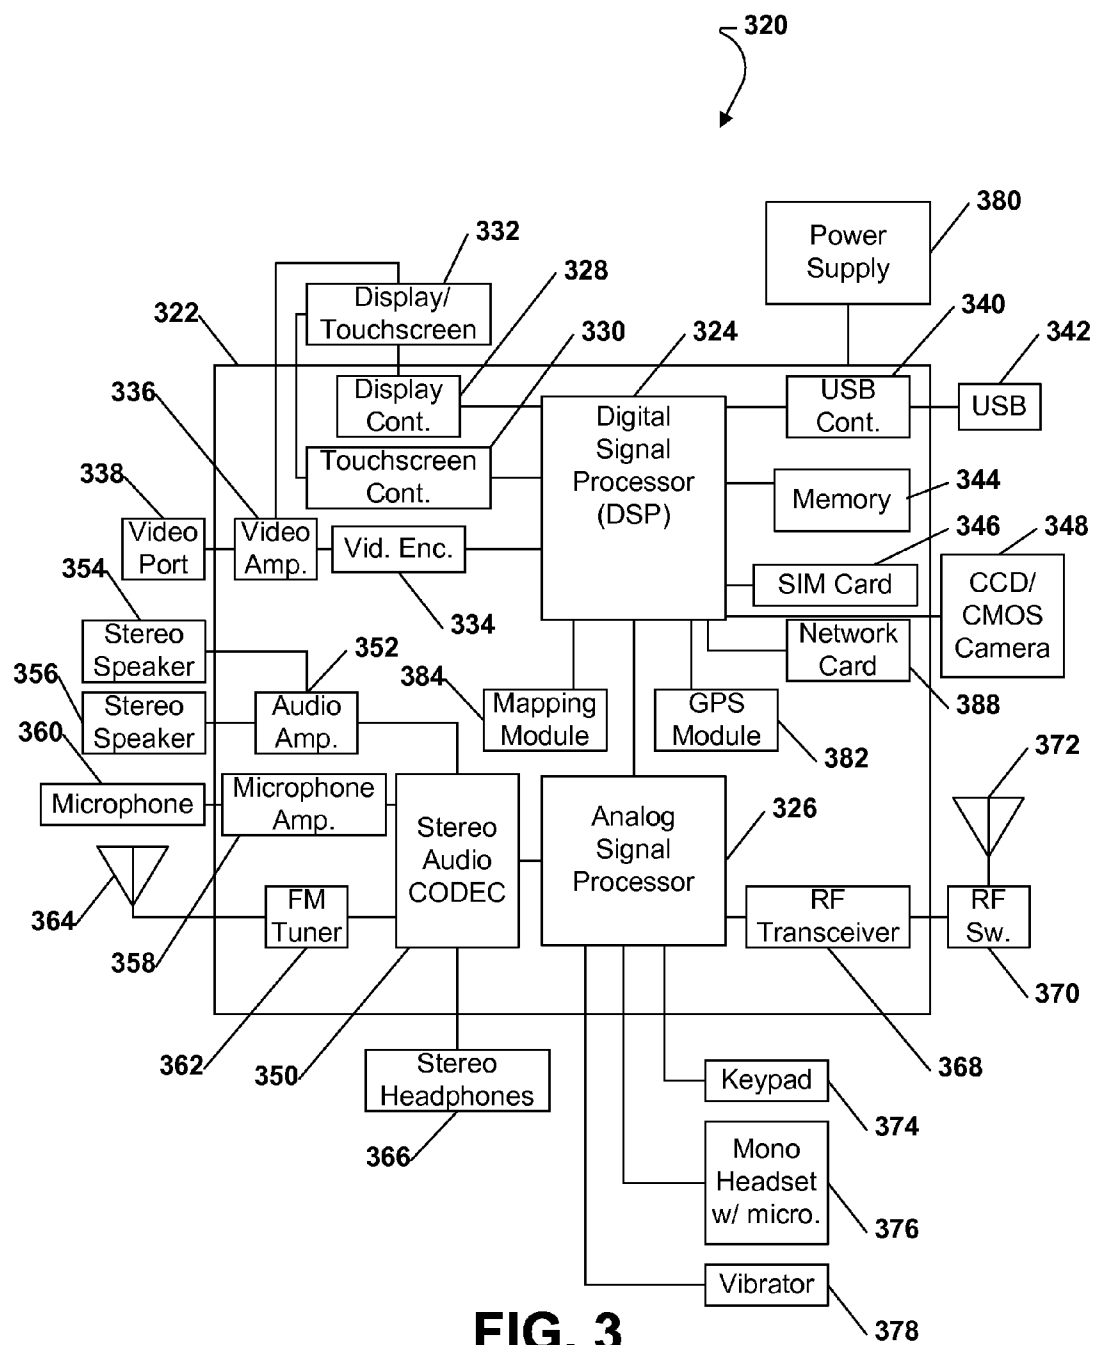 320
380
Power
Supply
332
328
Display/
Touchscreen
322
330
324
340
342
336
Display
Cont.
Digital
Signal
Processor
(DSP)
USB
Cont.
USB
338
Touchscreen
Cont.
Memory
344
Video
Port
Video
Amp.
Vid. Enc.
346
348
354
SIM Card
CCD/
CMOS
Camera
334
Stereo
Speaker
352
Network
Card
356
384
Mapping
Module
GPS
Module
388
Stereo
Speaker
Audio
Amp.
360
382
372
Microphone
Microphone
Amp.
Stereo
Audio
CODEC
Analog
Signal
Processor
326
364
FM
Tuner
RF
Transceiver
RF
Sw.
358
370
362
350
Stereo
Headphones
368
Keypad
374
366
Mono
Headset
w/ micro.
376
Vibrator
378
FIG. 3